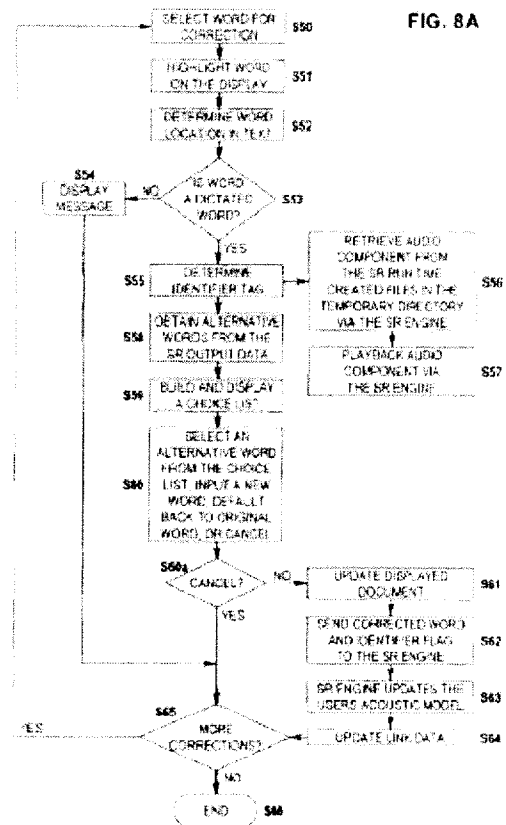 FIG. 8A
SELECT WORD FOR
CORRECTION
S50
HIGHLIGHT WORD
ON THE DISPLAY
S51
DETERMINE WORD
LOCATION IN TEXT
S52
S54
DISPLAY
MESSAGE
NO
IS WORD
A DICTATED
WORD?
S53
YES
S55
DETERMINE
IDENTIFIER TAG
RETRIEVE AUDIO
COMPONENT FROM
THE SR RUN TIME
CREATED FILES IN THE
TEMPORARY DIRECTORY
VIA THE SR ENGINE
S56
PLAYBACK AUDIO
COMPONENT VIA
THE SR ENGINE
S57
S58
OBTAIN ALTERNATIVE
WORDS FROM THE
SR OUTPUT DATA
S59
BUILD AND DISPLAY
A CHOICE LIST
S60
SELECT AN
ALTERNATIVE WORD
FROM THE CHOICE
LIST, INPUT A NEW
WORD, DEFAULT
BACK TO ORIGINAL
WORD, OR CANCEL
S60a
CANCEL?
NO
YES
UPDATE DISPLAYED
DOCUMENT
S61
SEND CORRECTED WORD
AND IDENTIFIER FLAG
TO THE SR ENGINE
S62
SR ENGINE UPDATES THE
USERS ACOUSTIC MODEL
S63
UPDATE LINK DATA
S64
S65
MORE
CORRECTIONS?
YES
NO
END
S66